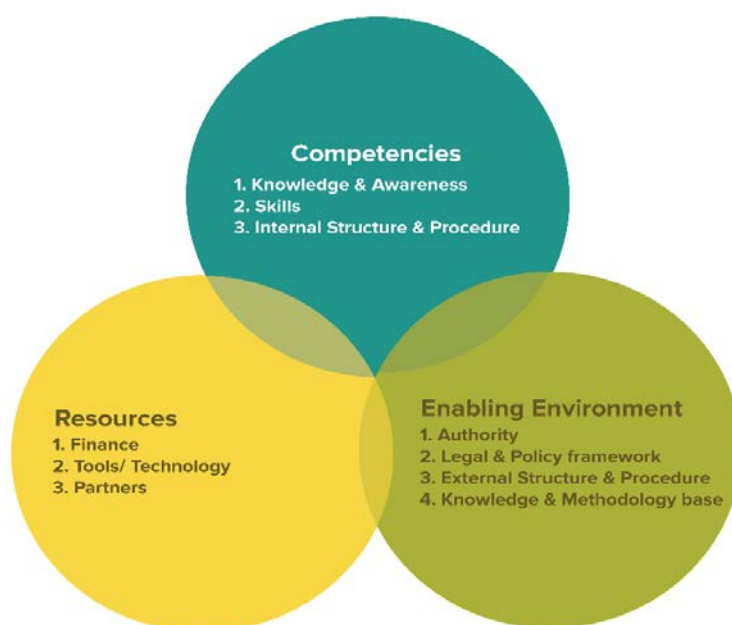 Competencies
1. Knowledge & Awareness
2. Skills
3. Internal Structure & Procedure
Resources
1. Finance
2. Tools/ Technology
3. Partners
Enabling Environment
1. Authority
2. Legal & Policy framework
3. External Structure & Procedure
4. Knowledge & Methodology base